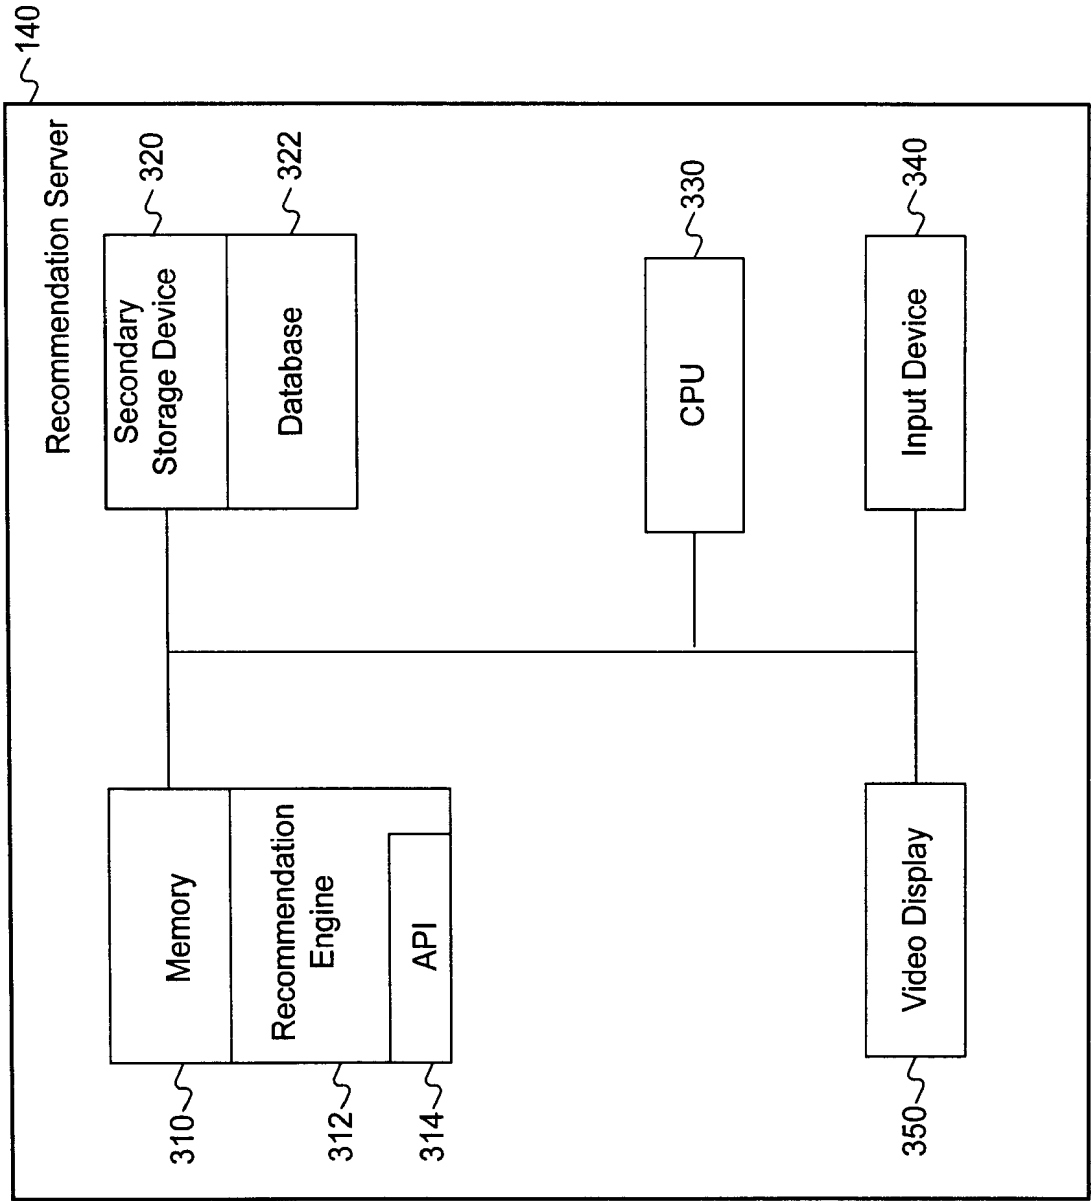 140
Recommendation Server
310
Memory
312
Recommendation
Engine
314
API
Secondary
Storage Device
320
Database
322
CPU
330
350
Video Display
Input Device
340